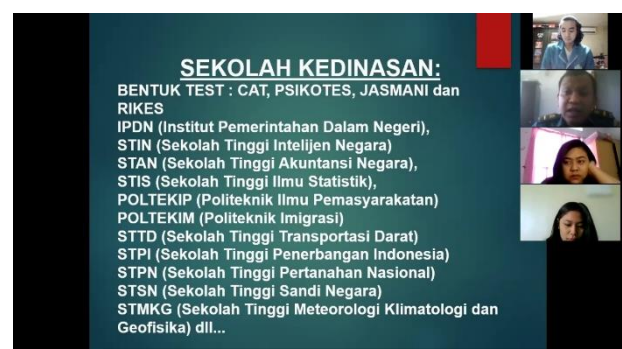 SEKOLAH KEDINASAN:
BENTUK TEST : CAT, PSIKOTES, JASMANI dan
RIKES
IPDN (Institut Pemerintahan Dalam Negeri),
STIN (Sekolah Tinggi Intelijen Negara)
STAN (Sekolah Tinggi Akuntansi Negara),
STIS (Sekolah Tinggi Ilmu Statistik),
POLTEKIP (Politeknik Ilmu Pemasyarakatan)
POLTEKIM (Politeknik Imigrasi)
STTD (Sekolah Tinggi Transportasi Darat)
STPI (Sekolah Tinggi Penerbangan Indonesia)
STPN (Sekolah Tinggi Pertanahan Nasional)
STSN (Sekolah Tinggi Sandi Negara)
STMKG (Sekolah Tinggi Meteorologi Klimatologi dan
Geofisika) dll...